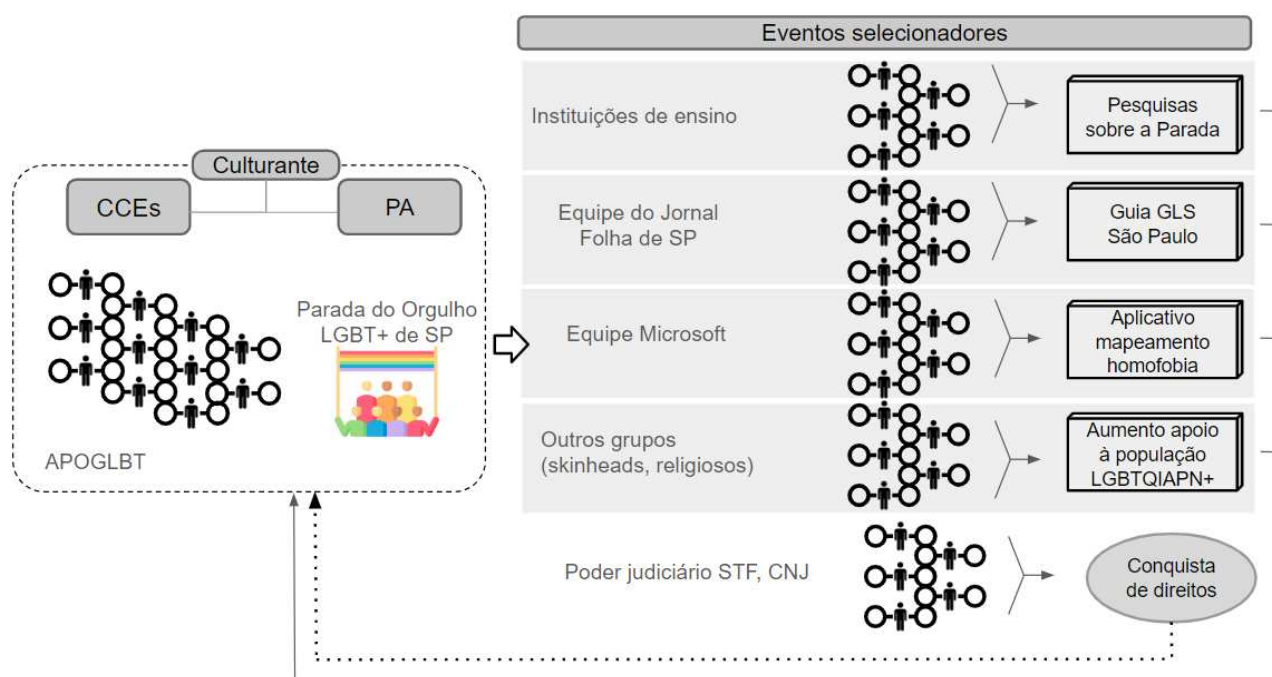 Eventos selecionadores
Culturante
CCEs
PA
Parada do Orgulho
LGBT+ de SP
APOGLBT
Instituições de ensino
Pesquisas
sobre a Parada
Equipe do Jornal
Folha de SP
Guia GLS
São Paulo
Equipe Microsoft
Aplicativo
mapeamento
homofobia
Outros grupos
(skinheads, religiosos)
Aumento apoio
à população
LGBTQIAPN+
Poder judiciário STF, CNJ
Conquista
de direitos